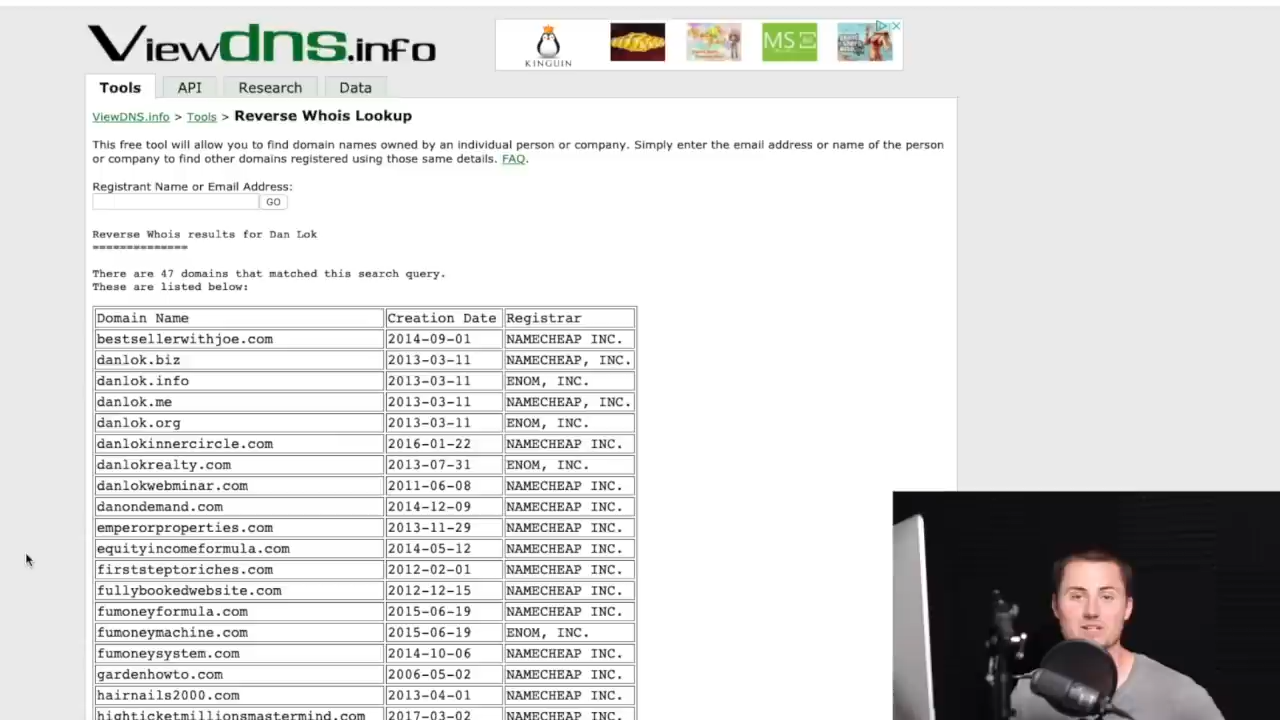 Viewdns.info
KINGUIN
MS
Tools
API
Research
Data
ViewDNS.info > Tools > Reverse Whois Lookup
This free tool will allow you to find domain names owned by an individual person or company. Simply enter the email address or name of the person
or company to find other domains registered using those same details. FAQ.
Registrant Name or Email Address:
GO
Reverse Whois results for Dan Lok
==============
There are 47 domains that matched this search query.
These are listed below:
Domain Name Creation Date Registrar
bestsellerwithjoe.com 2014-09-01 NAMECHEAP INC.
danlok.biz 2013-03-11 NAMECHEAP, INC.
danlok.info 2013-03-11 ENOM, INC.
danlok.me 2013-03-11 NAMECHEAP, INC.
danlok.org 2013-03-11 ENOM, INC.
danlokinnercircle.com 2016-01-22 NAMECHEAP INC.
danlokrealty.com 2013-07-31 ENOM, INC.
danlokwebminar.com 2011-06-08 NAMECHEAP INC.
danondemand.com 2014-12-09 NAMECHEAP INC.
emperorproperties.com 2013-11-29 NAMECHEAP INC.
equityincomeformula.com 2014-05-12 NAMECHEAP INC.
firststeptoriches.com 2012-02-01 NAMECHEAP INC.
fullybookedwebsite.com 2012-12-15 NAMECHEAP INC.
fumoneyformula.com 2015-06-19 NAMECHEAP INC.
fumoneymachine.com 2015-06-19 ENOM, INC.
fumoneysystem.com 2014-10-06 NAMECHEAP INC.
gardenhowto.com 2006-05-02 NAMECHEAP INC.
hairnails2000.com 2013-04-01 NAMECHEAP INC.
highticketmillionsmastermind.com 2017-03-02 NAMECHEAP INC.